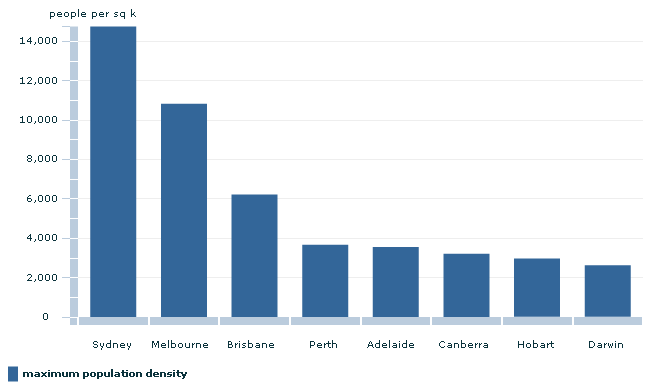 people per sq k
14,000
12,000
10,000
8,000
6,000
4,000
2,000
0
Sydney Melbourne Brisbane Perth Adelaide Canberra Hobart Darwin
maximum population density